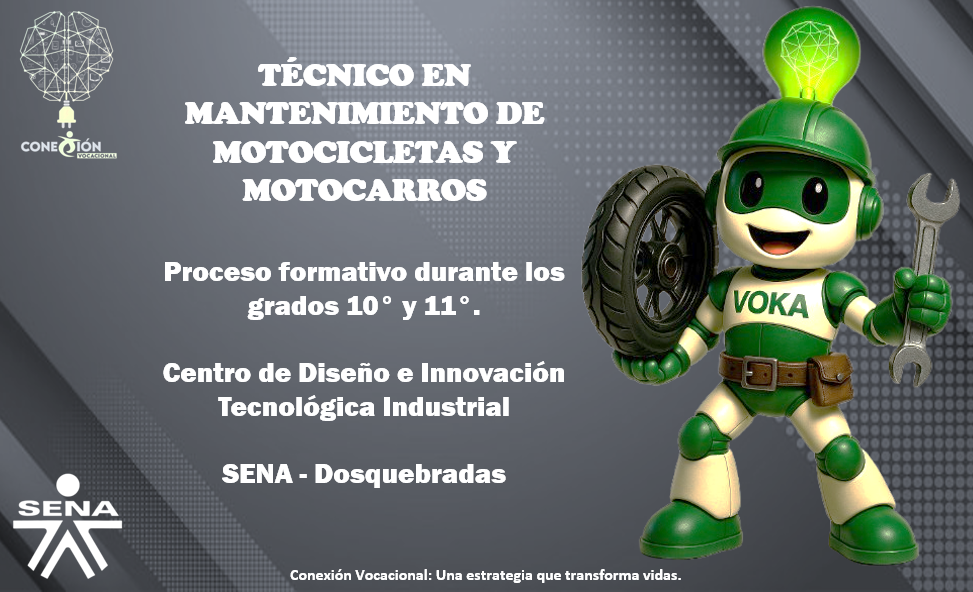 CONEXIÓN
VOCACIONAL
TÉCNICO EN
MANTENIMIENTO DE
MOTOCICLETAS Y
MOTOCARROS
Proceso formativo durante los
grados 10° y 11°.
Centro de Diseño e Innovación
Tecnológica Industrial
SENA - Dosquebradas
VOKA
SENA
Conexión Vocacional: Una estrategia que transforma vidas.